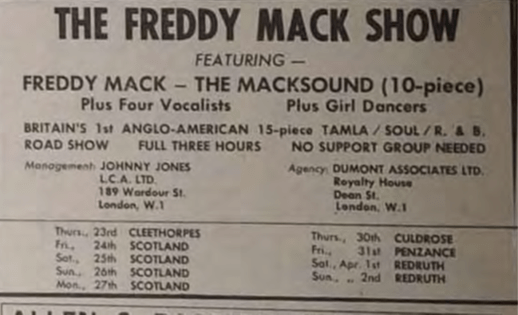 THE FREDDY MACK SHOW
FEATURING —
FREDDY MACK – THE MACKSOUND (10-piece)
Plus Four Vocalists Plus Girl Dancers
BRITAIN'S 1st ANGLO-AMERICAN 15-piece TAMLA / SOUL / R. & B.
ROAD SHOW FULL THREE HOURS NO SUPPORT GROUP NEEDED
Management: JOHNNY JONES
L.C.A. LTD.
189 Wardour St.
London, W.1
Agency: DUMONT ASSOCIATES LTD.
Royalty House
Dean St.
London, W.1
Thurs., 23rd CLEETHORPES
Fri., 24th SCOTLAND
Sat., 25th SCOTLAND
Sun., 26th SCOTLAND
Mon., 27th SCOTLAND
Thurs., 30th CULDROSE
Fri., 31st PENZANCE
Sat., Apr. 1st REDRUTH
Sun., ,, 2nd REDRUTH